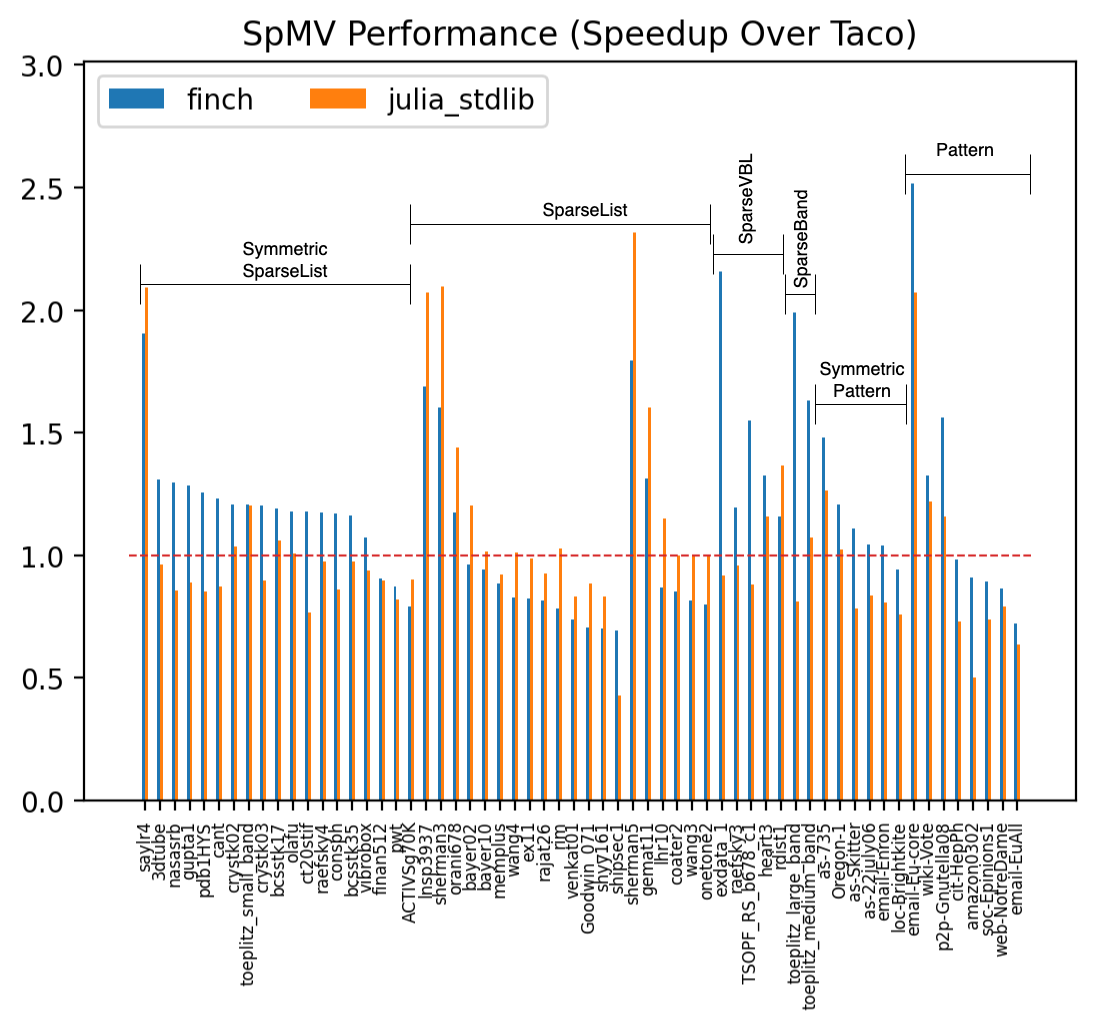 SpMV Performance (Speedup Over Taco)
3.0
2.5
2.0
1.5
1.0
0.5
0.0
finch
julia_stdlib
Symmetric
SparseList
SparseList
SparseVBL
SparseBand
Symmetric
Pattern
Pattern
saylr4
3dtube
nasasrb
gupta1
pdb1HYS
cant
crystk02
toeplitz_small_band
crystk03
bcsstk17
olafu
ct20stif
raefsky4
consph
bcsstk35
vibrobox
finan512
pwt
ACTIVSg70K
lnsp3937
sherman3
orani678
bayer02
bayer10
memplus
wang4
ex11
rajat26
rim
venkat01
Goodwin_071
shyy161
shipsec1
sherman5
gemat11
lhr10
coater2
wang3
onetone2
exdata_1
raefsky3
TSOPF_RS_b678_c1
heart3
rdist1
toeplitz_large_band
toeplitz_medium_band
as-735
Oregon-1
as-Skitter
as-22july06
email-Enron
loc-Brightkite
email-Eu-core
wiki-Vote
p2p-Gnutella08
cit-HepPh
amazon0302
soc-Epinions1
web-NotreDame
email-EuAll